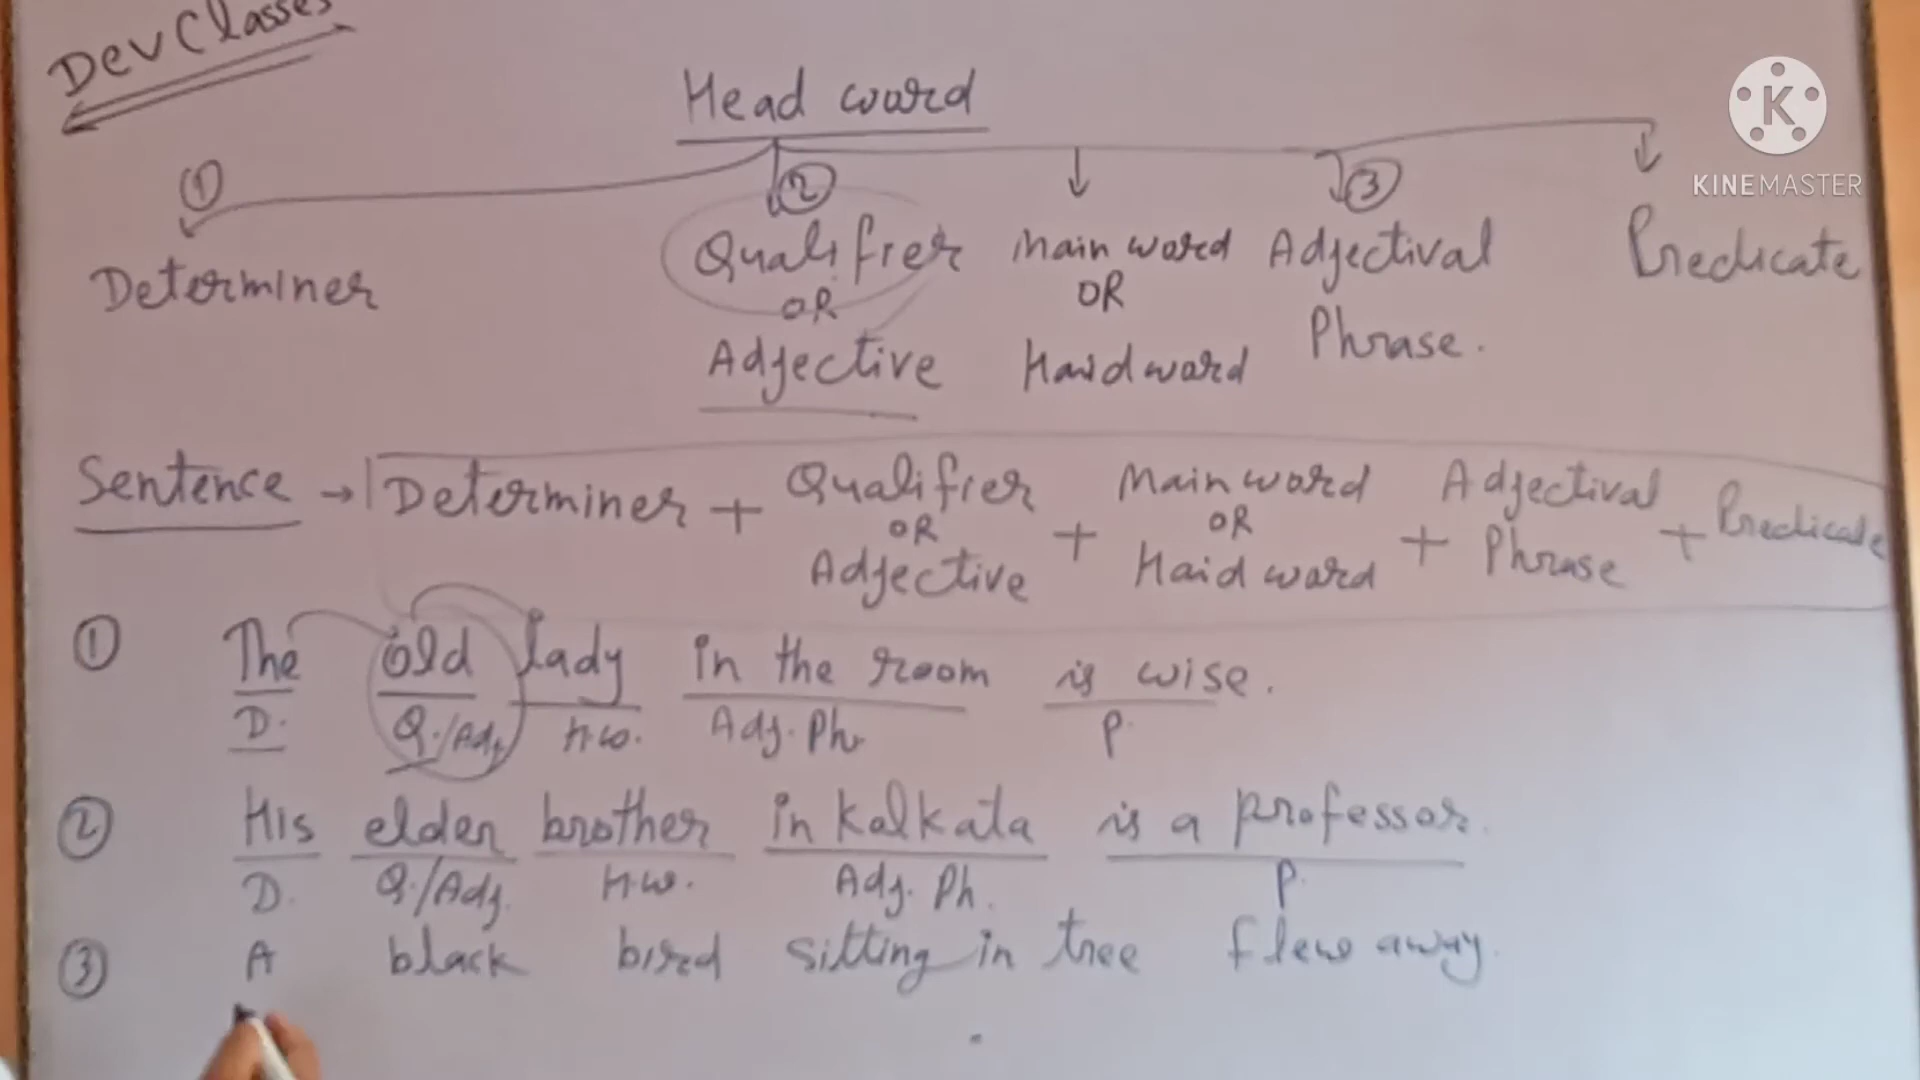 Dev Classes
Head word
KINEMASTER
① ② ③
Determiner Qualifier Main word Adjectival Predicate
OR OR
Adjective Haidword Phrase.
Sentence → Determiner + Qualifier OR Adjective + Main word OR Haid word + Adjectival Phrase + Predicate
① The old lady in the room is wise.
D. Q./Adj H.W. Adj. Ph. P.
② His elder brother in Kolkata is a professor.
D. Q./Adj. H.W. Adj. Ph. P.
③ A black bird sitting in tree flew away.